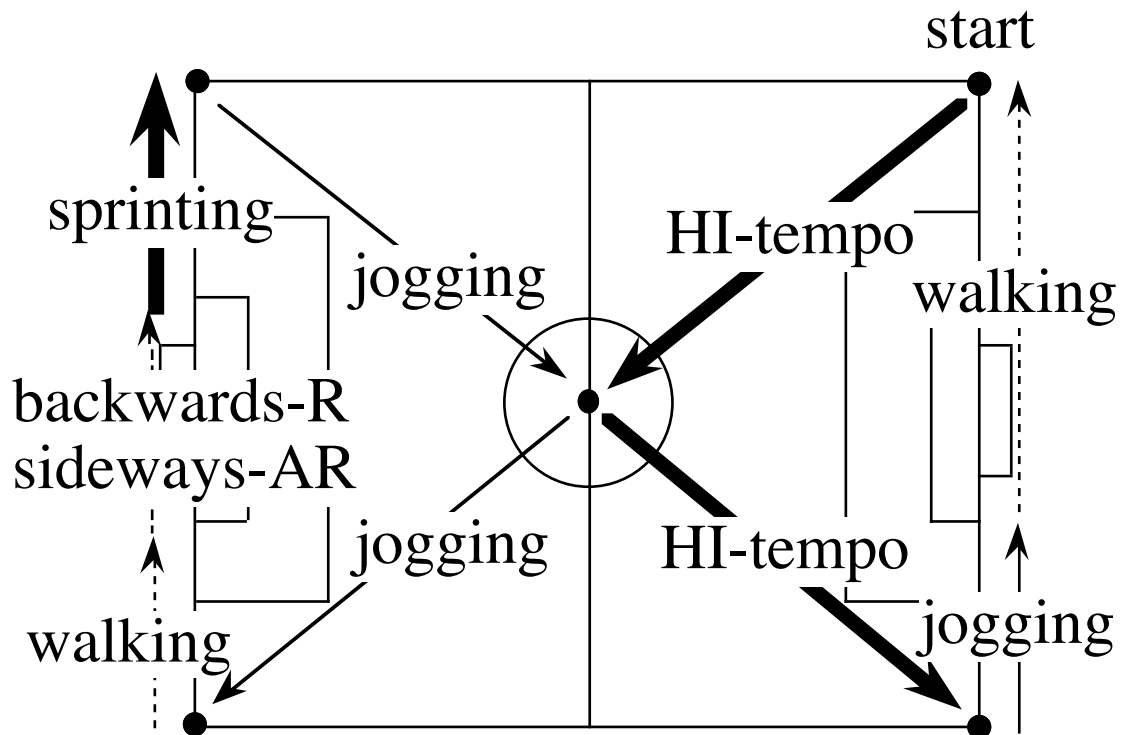 start
sprinting
HI-tempo
jogging
walking
backwards-R
sideways-AR
jogging
HI-tempo
walking
jogging